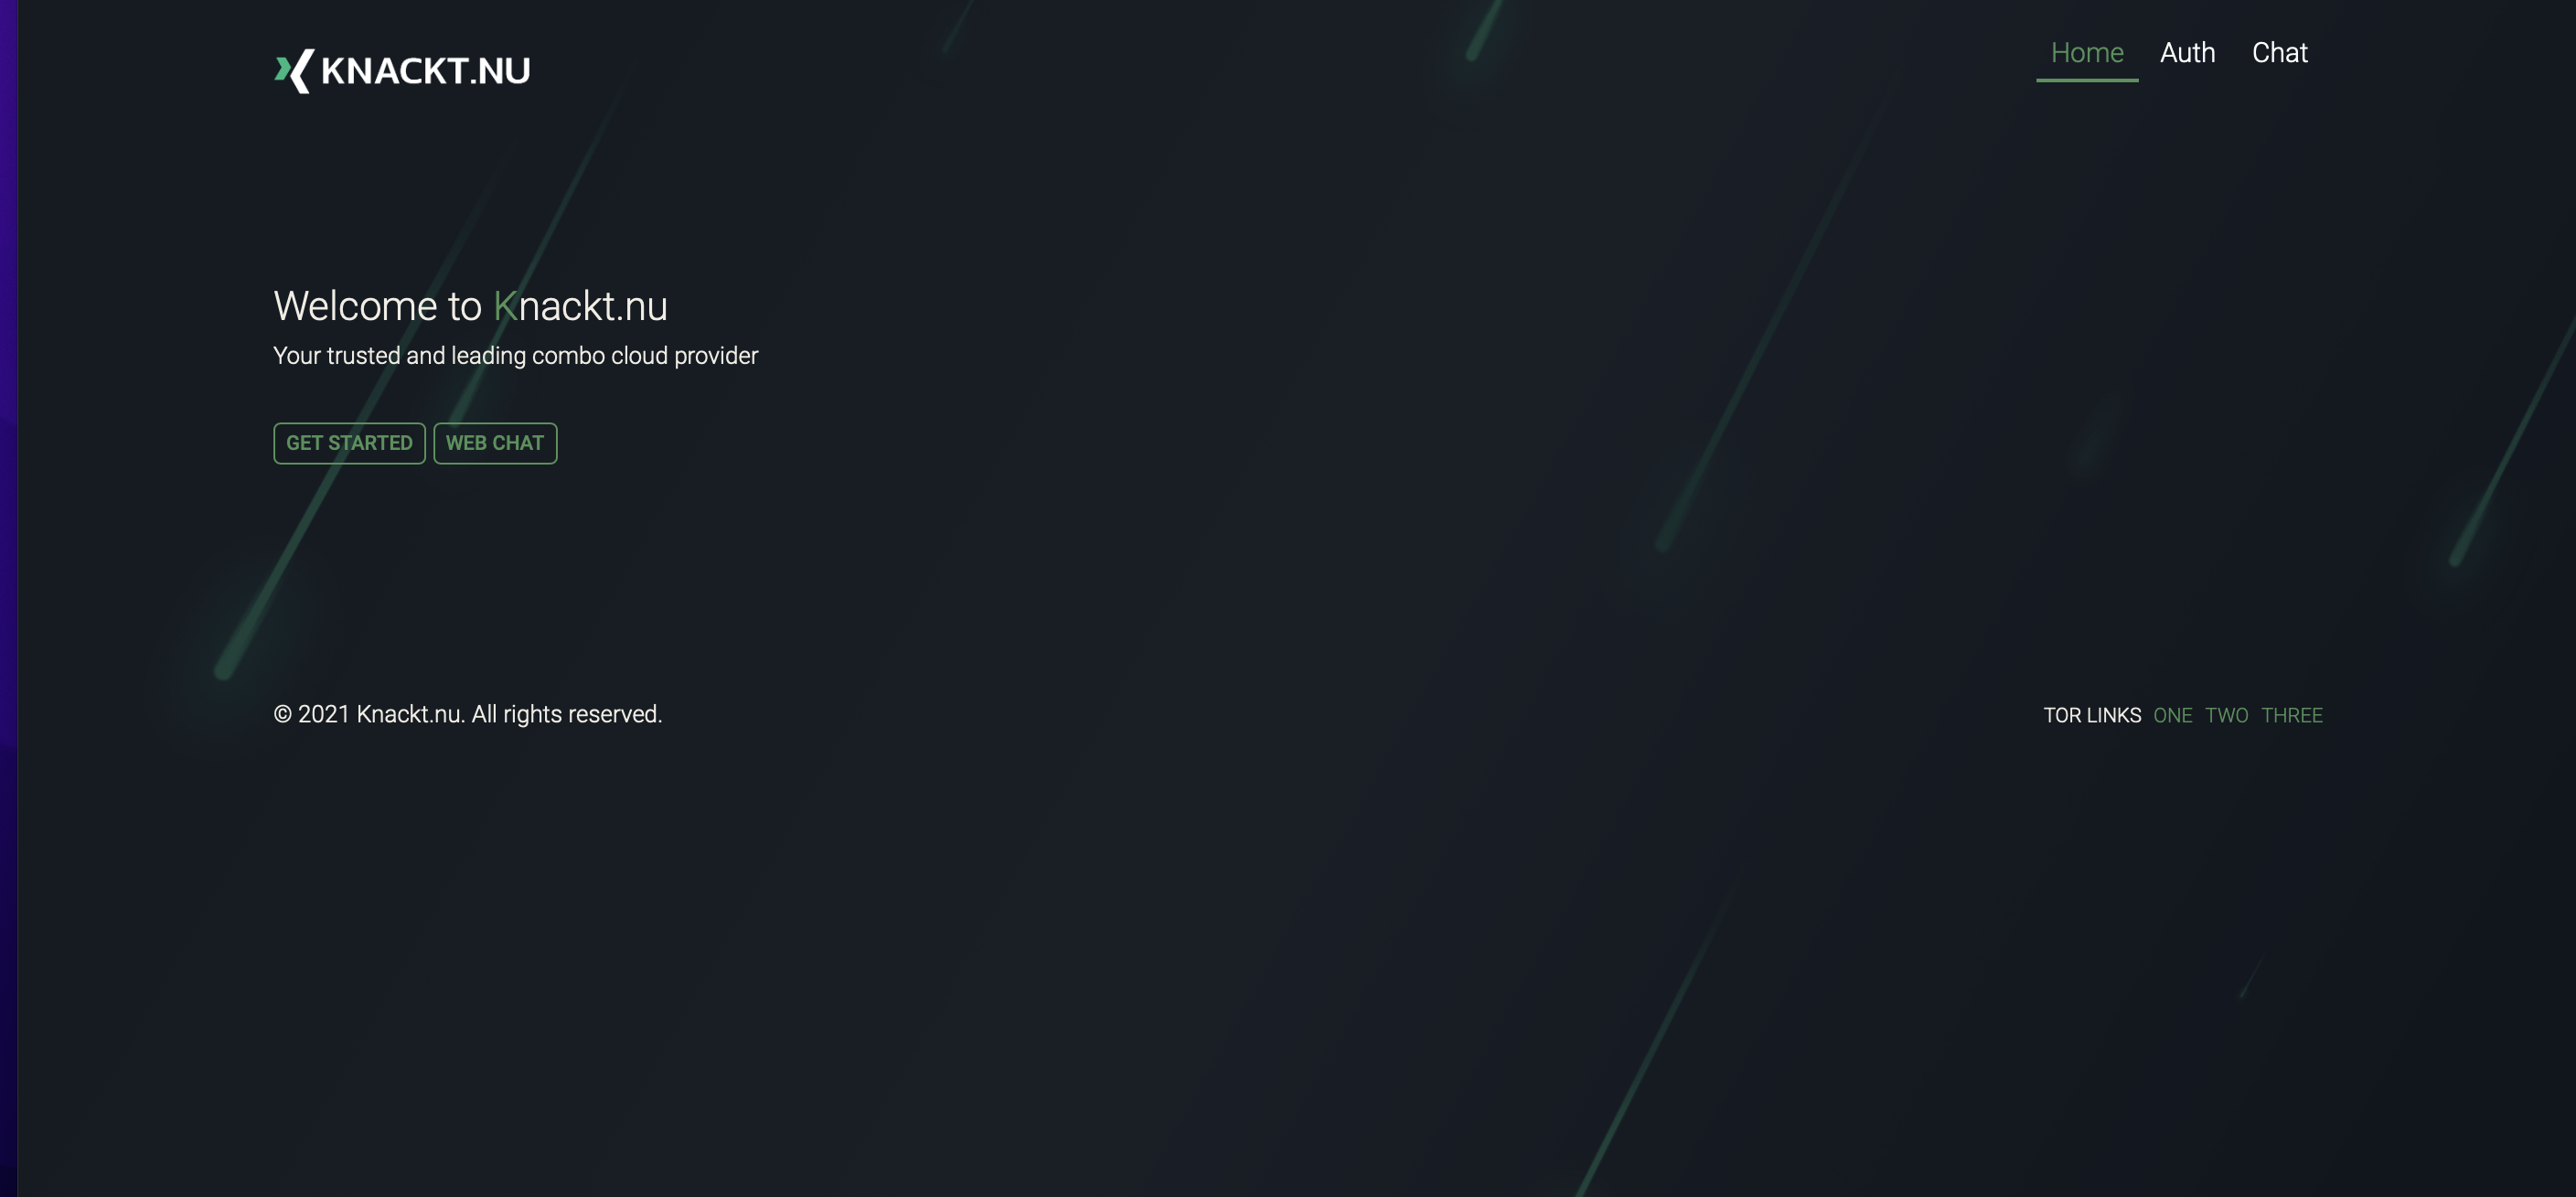 KNACKT.NU
Home Auth Chat
Welcome to Knackt.nu
Your trusted and leading combo cloud provider
GET STARTED WEB CHAT
© 2021 Knackt.nu. All rights reserved.
TOR LINKS ONE TWO THREE